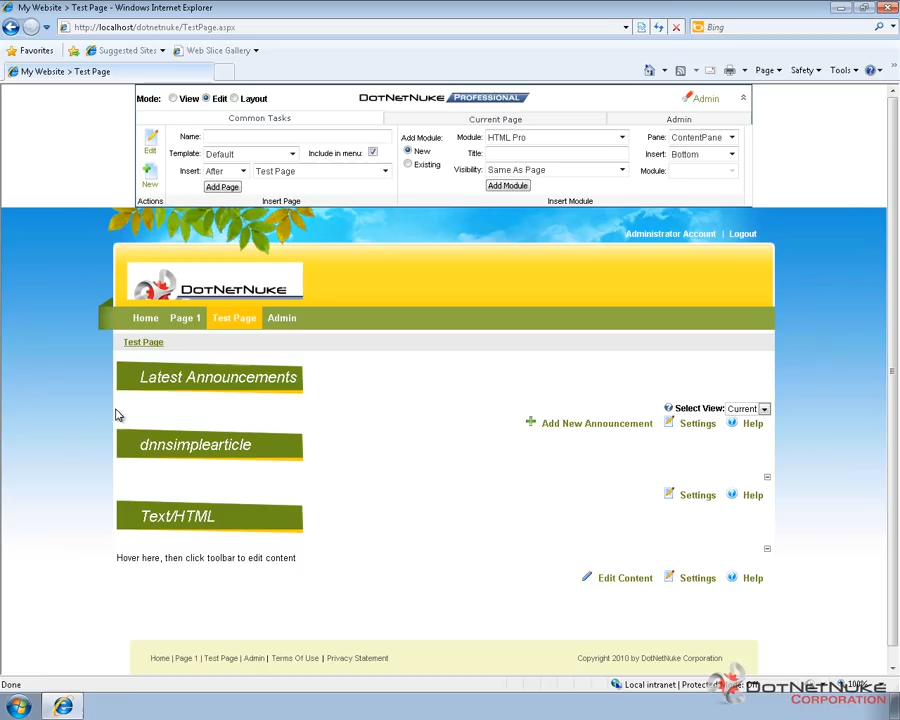 My Website > Test Page - Windows Internet Explorer
http://localhost/dotnetnuke/TestPage.aspx
Bing
Favorites
Suggested Sites
Web Slice Gallery
My Website > Test Page
Page
Safety
Tools
Mode: View Edit Layout
DOTNETNUKE PROFESSIONAL
Admin
Common Tasks
Current Page
Admin
Edit
New
Actions
Name:
Template: Default
Include in menu:
Insert: After
Test Page
Add Page
Insert Page
Add Module:
New
Existing
Module: HTML Pro
Title:
Visibility: Same As Page
Add Module
Pane: ContentPane
Insert: Bottom
Module:
Insert Module
Administrator Account | Logout
DOTNETNUKE
Home Page 1 Test Page Admin
Test Page
Latest Announcements
Select View: Current
Add New Announcement Settings Help
dnnsimplearticle
Settings Help
Text/HTML
Hover here, then click toolbar to edit content
Edit Content Settings Help
Home | Page 1 | Test Page | Admin | Terms Of Use | Privacy Statement
Copyright 2010 by DotNetNuke Corporation
Done
Local intranet | Protected Mode: Off
100%
DOTNETNUKE
CORPORATION